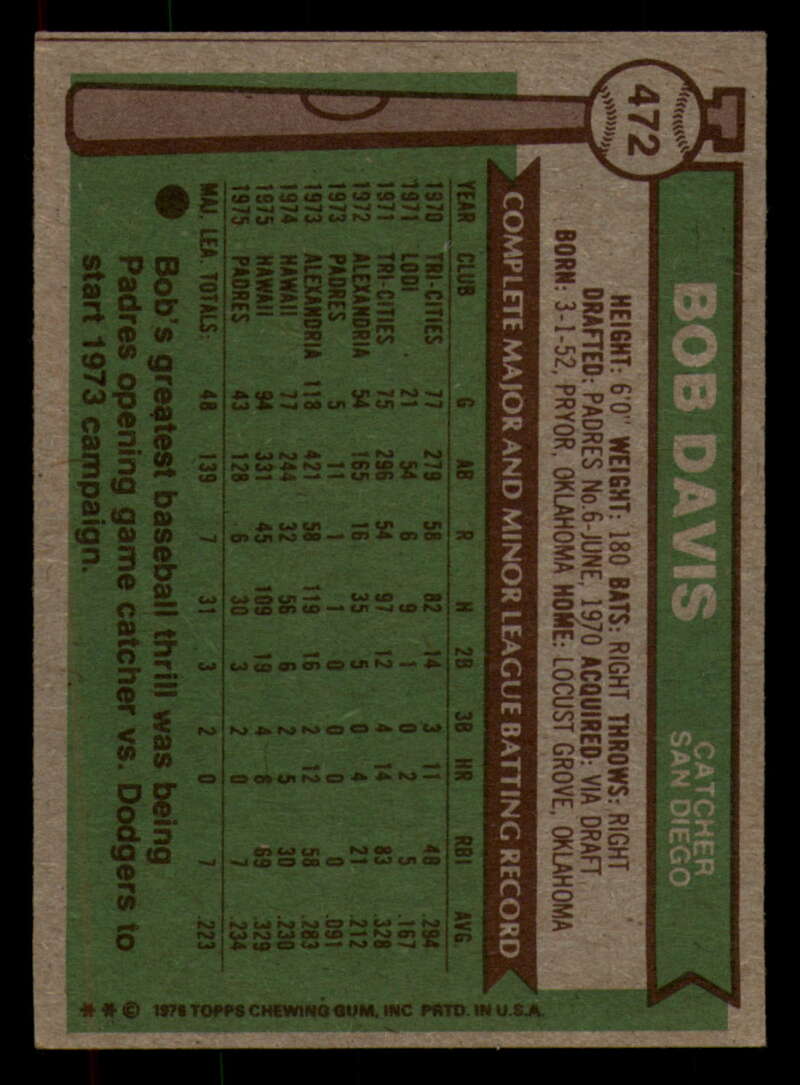 472
BOB DAVIS
CATCHER
SAN DIEGO
HEIGHT: 6'0" WEIGHT: 180 BATS: RIGHT THROWS: RIGHT
DRAFTED: PADRES No.6-JUNE, 1970 ACQUIRED: VIA DRAFT
BORN: 3-1-52, PRYOR, OKLAHOMA HOME: LOCUST GROVE, OKLAHOMA
COMPLETE MAJOR AND MINOR LEAGUE BATTING RECORD
YEAR CLUB G AB R H 2B 3B HR RBI AVG
1970 TRI-CITIES 77 279 58 82 14 3 11 48 .294
1971 LODI 21 54 6 9 1 0 2 5 .167
1971 TRI-CITIES 75 296 54 97 12 4 14 83 .328
1972 ALEXANDRIA 54 165 16 35 5 0 4 21 .212
1973 PADRES 5 11 1 1 0 0 0 0 .091
1973 ALEXANDRIA 118 421 58 119 16 2 12 58 .283
1974 HAWAII 77 244 32 56 6 2 5 30 .230
1975 HAWAII 94 331 45 109 19 4 8 69 .329
1975 PADRES 43 128 6 30 3 2 0 7 .234
MAJ. LEA. TOTALS: 48 139 7 31 3 2 0 7 .223
Bob's greatest baseball thrill was being
Padres opening game catcher vs. Dodgers to
start 1973 campaign.
* * © 1976 TOPPS CHEWING GUM, INC PRTD. IN U.S.A.